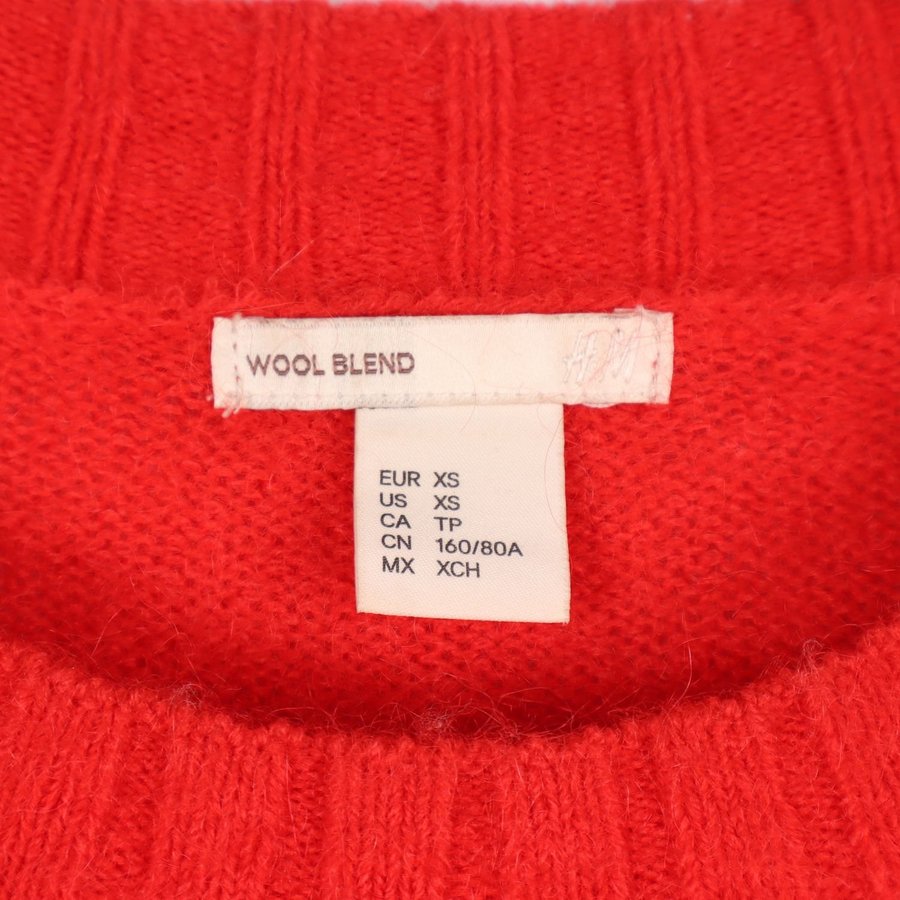 WOOL BLEND H&M
EUR XS
US XS
CA TP
CN 160/80A
MX XCH